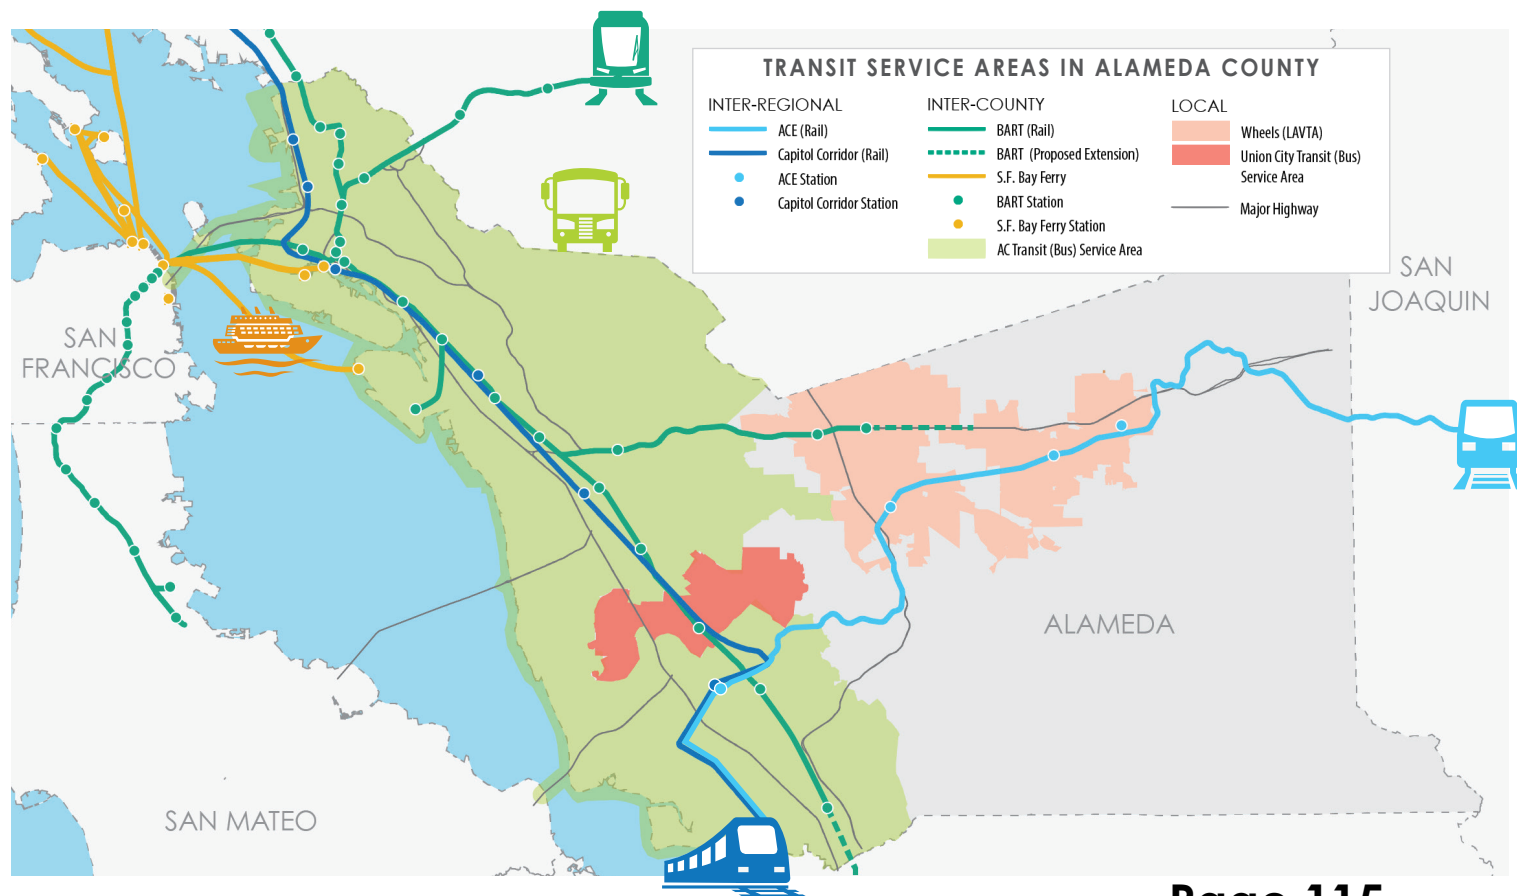 TRANSIT SERVICE AREAS IN ALAMEDA COUNTY
INTER-REGIONAL
ACE (Rail)
Capitol Corridor (Rail)
ACE Station
Capitol Corridor Station
INTER-COUNTY
BART (Rail)
BART (Proposed Extension)
S.F. Bay Ferry
BART Station
S.F. Bay Ferry Station
AC Transit (Bus) Service Area
LOCAL
Wheels (LAVTA)
Union City Transit (Bus)
Service Area
Major Highway
SAN
JOAQUIN
SAN
FRANCISCO
ALAMEDA
SAN MATEO
Page 115